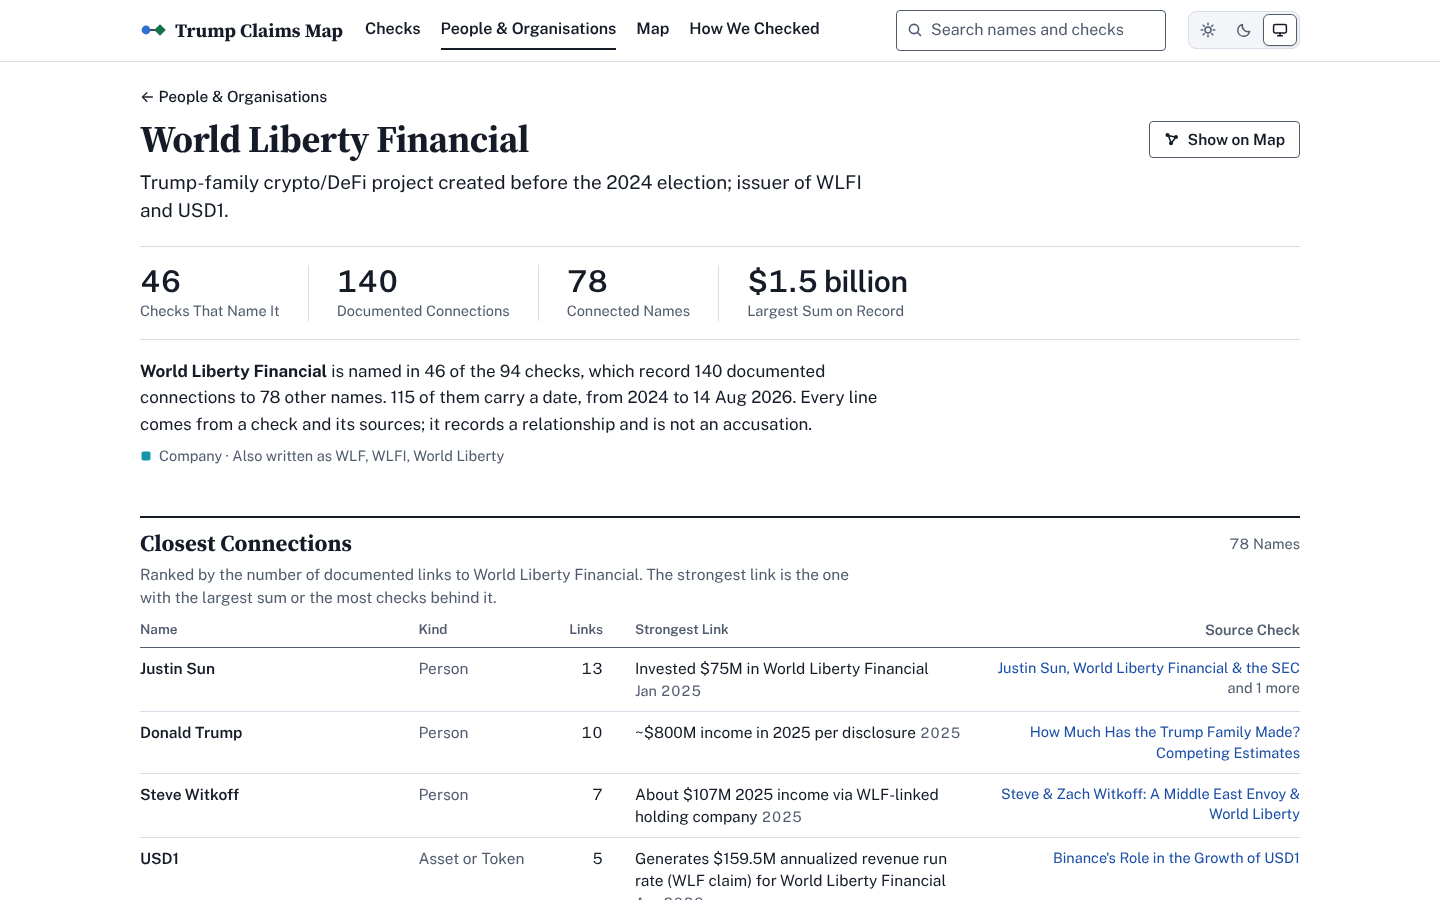 Trump Claims Map
Checks
People & Organisations
Map
How We Checked
Search names and checks
← People & Organisations
World Liberty Financial
Show on Map
Trump-family crypto/DeFi project created before the 2024 election; issuer of WLFI
and USD1.
46
Checks That Name It
140
Documented Connections
78
Connected Names
$1.5 billion
Largest Sum on Record
World Liberty Financial is named in 46 of the 94 checks, which record 140 documented
connections to 78 other names. 115 of them carry a date, from 2024 to 14 Aug 2026. Every line
comes from a check and its sources; it records a relationship and is not an accusation.
Company · Also written as WLF, WLFI, World Liberty
Closest Connections
78 Names
Ranked by the number of documented links to World Liberty Financial. The strongest link is the one
with the largest sum or the most checks behind it.
Name Kind Links Strongest Link Source Check
Justin Sun Person 13 Invested $75M in World Liberty Financial Justin Sun, World Liberty Financial & the SEC
Jan 2025 and 1 more
Donald Trump Person 10 ~$800M income in 2025 per disclosure 2025 How Much Has the Trump Family Made?
Competing Estimates
Steve Witkoff Person 7 About $107M 2025 income via WLF-linked Steve & Zach Witkoff: A Middle East Envoy &
holding company 2025 World Liberty
USD1 Asset or Token 5 Generates $159.5M annualized revenue run Binance's Role in the Growth of USD1
rate (WLF claim) for World Liberty Financial